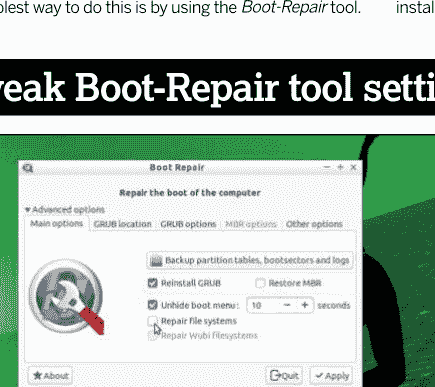 plest way to do this is by using the Boot-Repair tool.
instal
weak Boot-Repair tool setti
Boot Repair
Repair the boot of the computer
Advanced options
Main options GRUB location GRUB options MBR options Other options
Backup partition tables, bootsectors and logs
Reinstall GRUB Restore MBR
Unhide boot menu: 10 - + seconds
Repair file systems
Repair Wubi filesystems
About Quit Apply